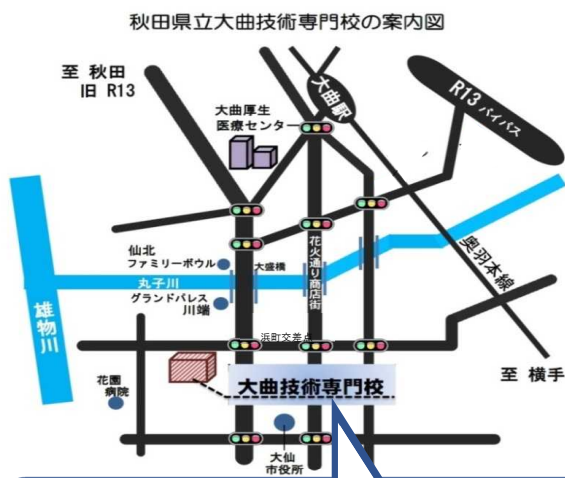 秋田県立大曲技術専門校の案内図
至 秋田
旧 R13
大曲厚生
医療センター
大曲駅
R13 バイパス
仙北
ファミリーボウル
大盛橋
丸子川
グランドパレス
川端
花火通り商店街
奥羽本線
雄物川
浜町交差点
大曲技術専門校
至 横手
花園
病院
大仙
市役所